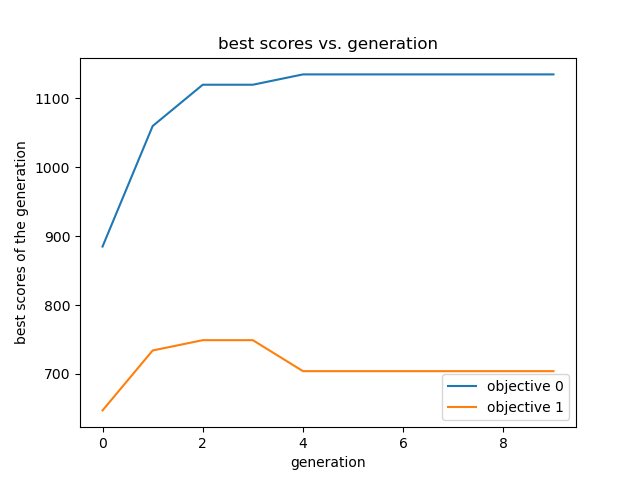 best scores vs. generation
best scores of the generation
1100
1000
900
800
700
0 2 4 6 8
generation
objective 0
objective 1